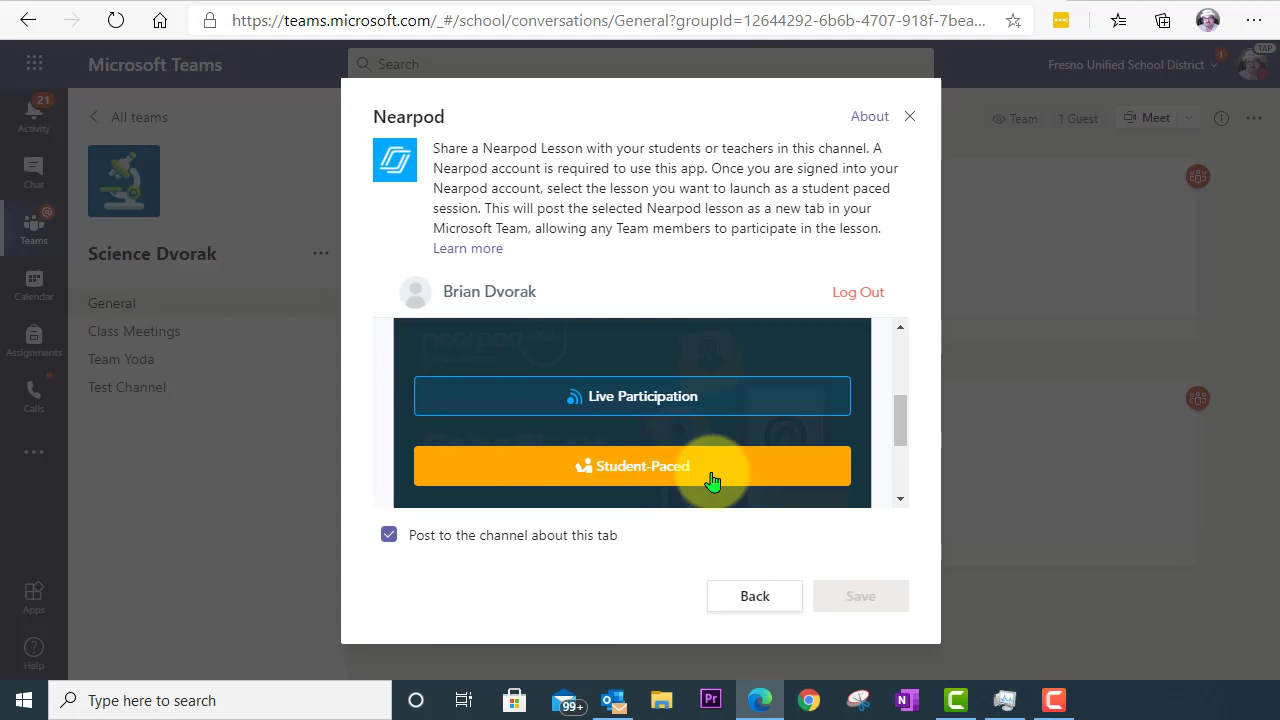 https://teams.microsoft.com/_#/school/conversations/General?groupId=12644292-6b6b-4707-918f-7bea...
Microsoft Teams
Search
Fresno Unified School District
1
TAP
21
Activity
Chat
Teams
Calendar
Assignments
Calls
Apps
Help
All teams
Science Dvorak
General
Class Meetings
Team Yoda
Test Channel
Team
1 Guest
Meet
Nearpod
About
Share a Nearpod Lesson with your students or teachers in this channel. A
Nearpod account is required to use this app. Once you are signed into your
Nearpod account, select the lesson you want to launch as a student paced
session. This will post the selected Nearpod lesson as a new tab in your
Microsoft Team, allowing any Team members to participate in the lesson.
Learn more
Brian Dvorak
Log Out
nearpod
Live Participation
Student-Paced
Post to the channel about this tab
Back
Save
Type here to search
99+
Pr
N
C
C